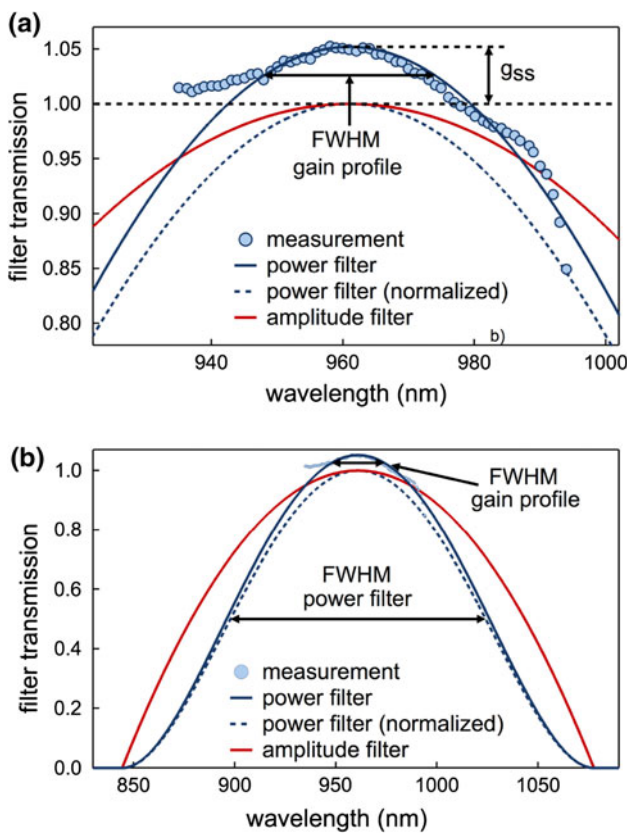 (a)
1.05
1.00
0.95
0.90
0.85
0.80
filter transmission
gss
FWHM
gain profile
measurement
power filter
power filter (normalized)
amplitude filter
b)
940 960 980 1000
wavelength (nm)
(b)
1.0
0.8
0.6
0.4
0.2
0.0
filter transmission
FWHM
gain profile
FWHM
power filter
measurement
power filter
power filter (normalized)
amplitude filter
850 900 950 1000 1050
wavelength (nm)